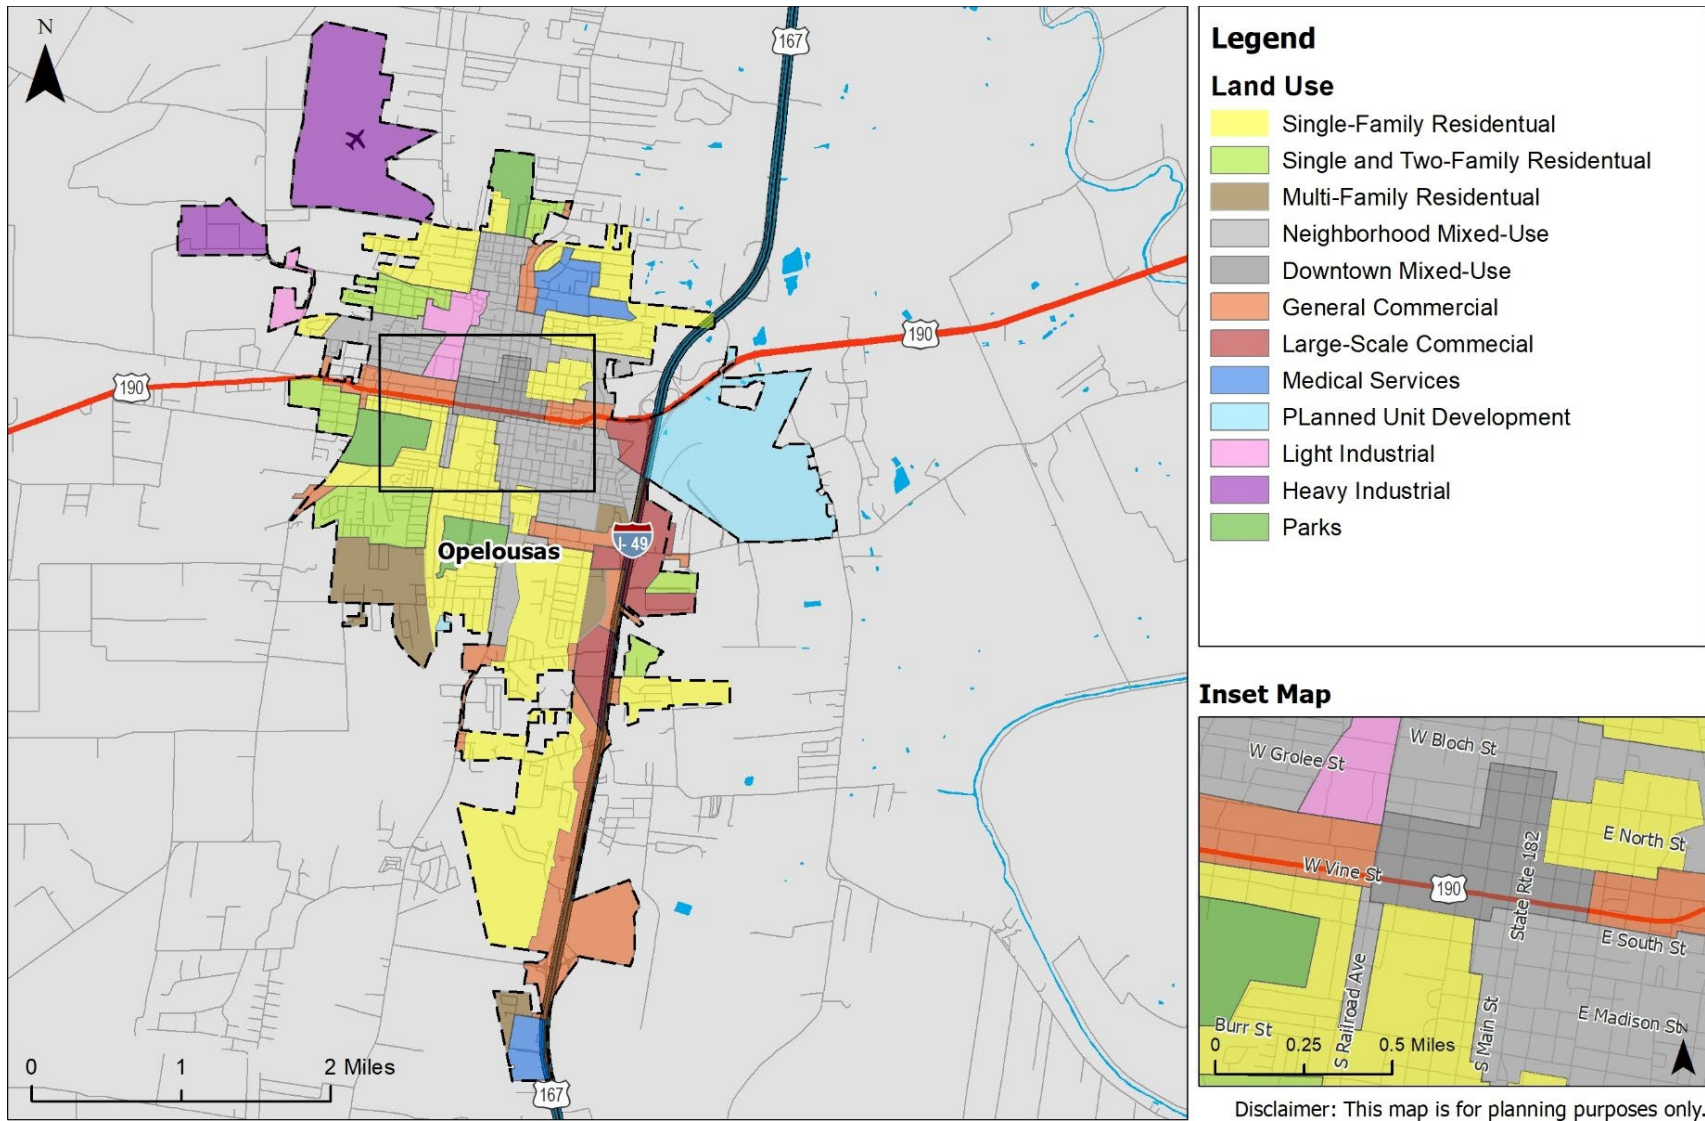 N
167
190
190
Opelousas
I- 49
0 1 2 Miles
167
Legend
Land Use
Single-Family Residentual
Single and Two-Family Residentual
Multi-Family Residentual
Neighborhood Mixed-Use
Downtown Mixed-Use
General Commercial
Large-Scale Commecial
Medical Services
PLanned Unit Development
Light Industrial
Heavy Industrial
Parks
Inset Map
W Bloch St
W Grolee St
E North St
State Rte 182
W Vine St
190
E South St
S Railroad Ave
S Main St
E Madison St
Burr St
N
0 0.25 0.5 Miles
Disclaimer: This map is for planning purposes only.